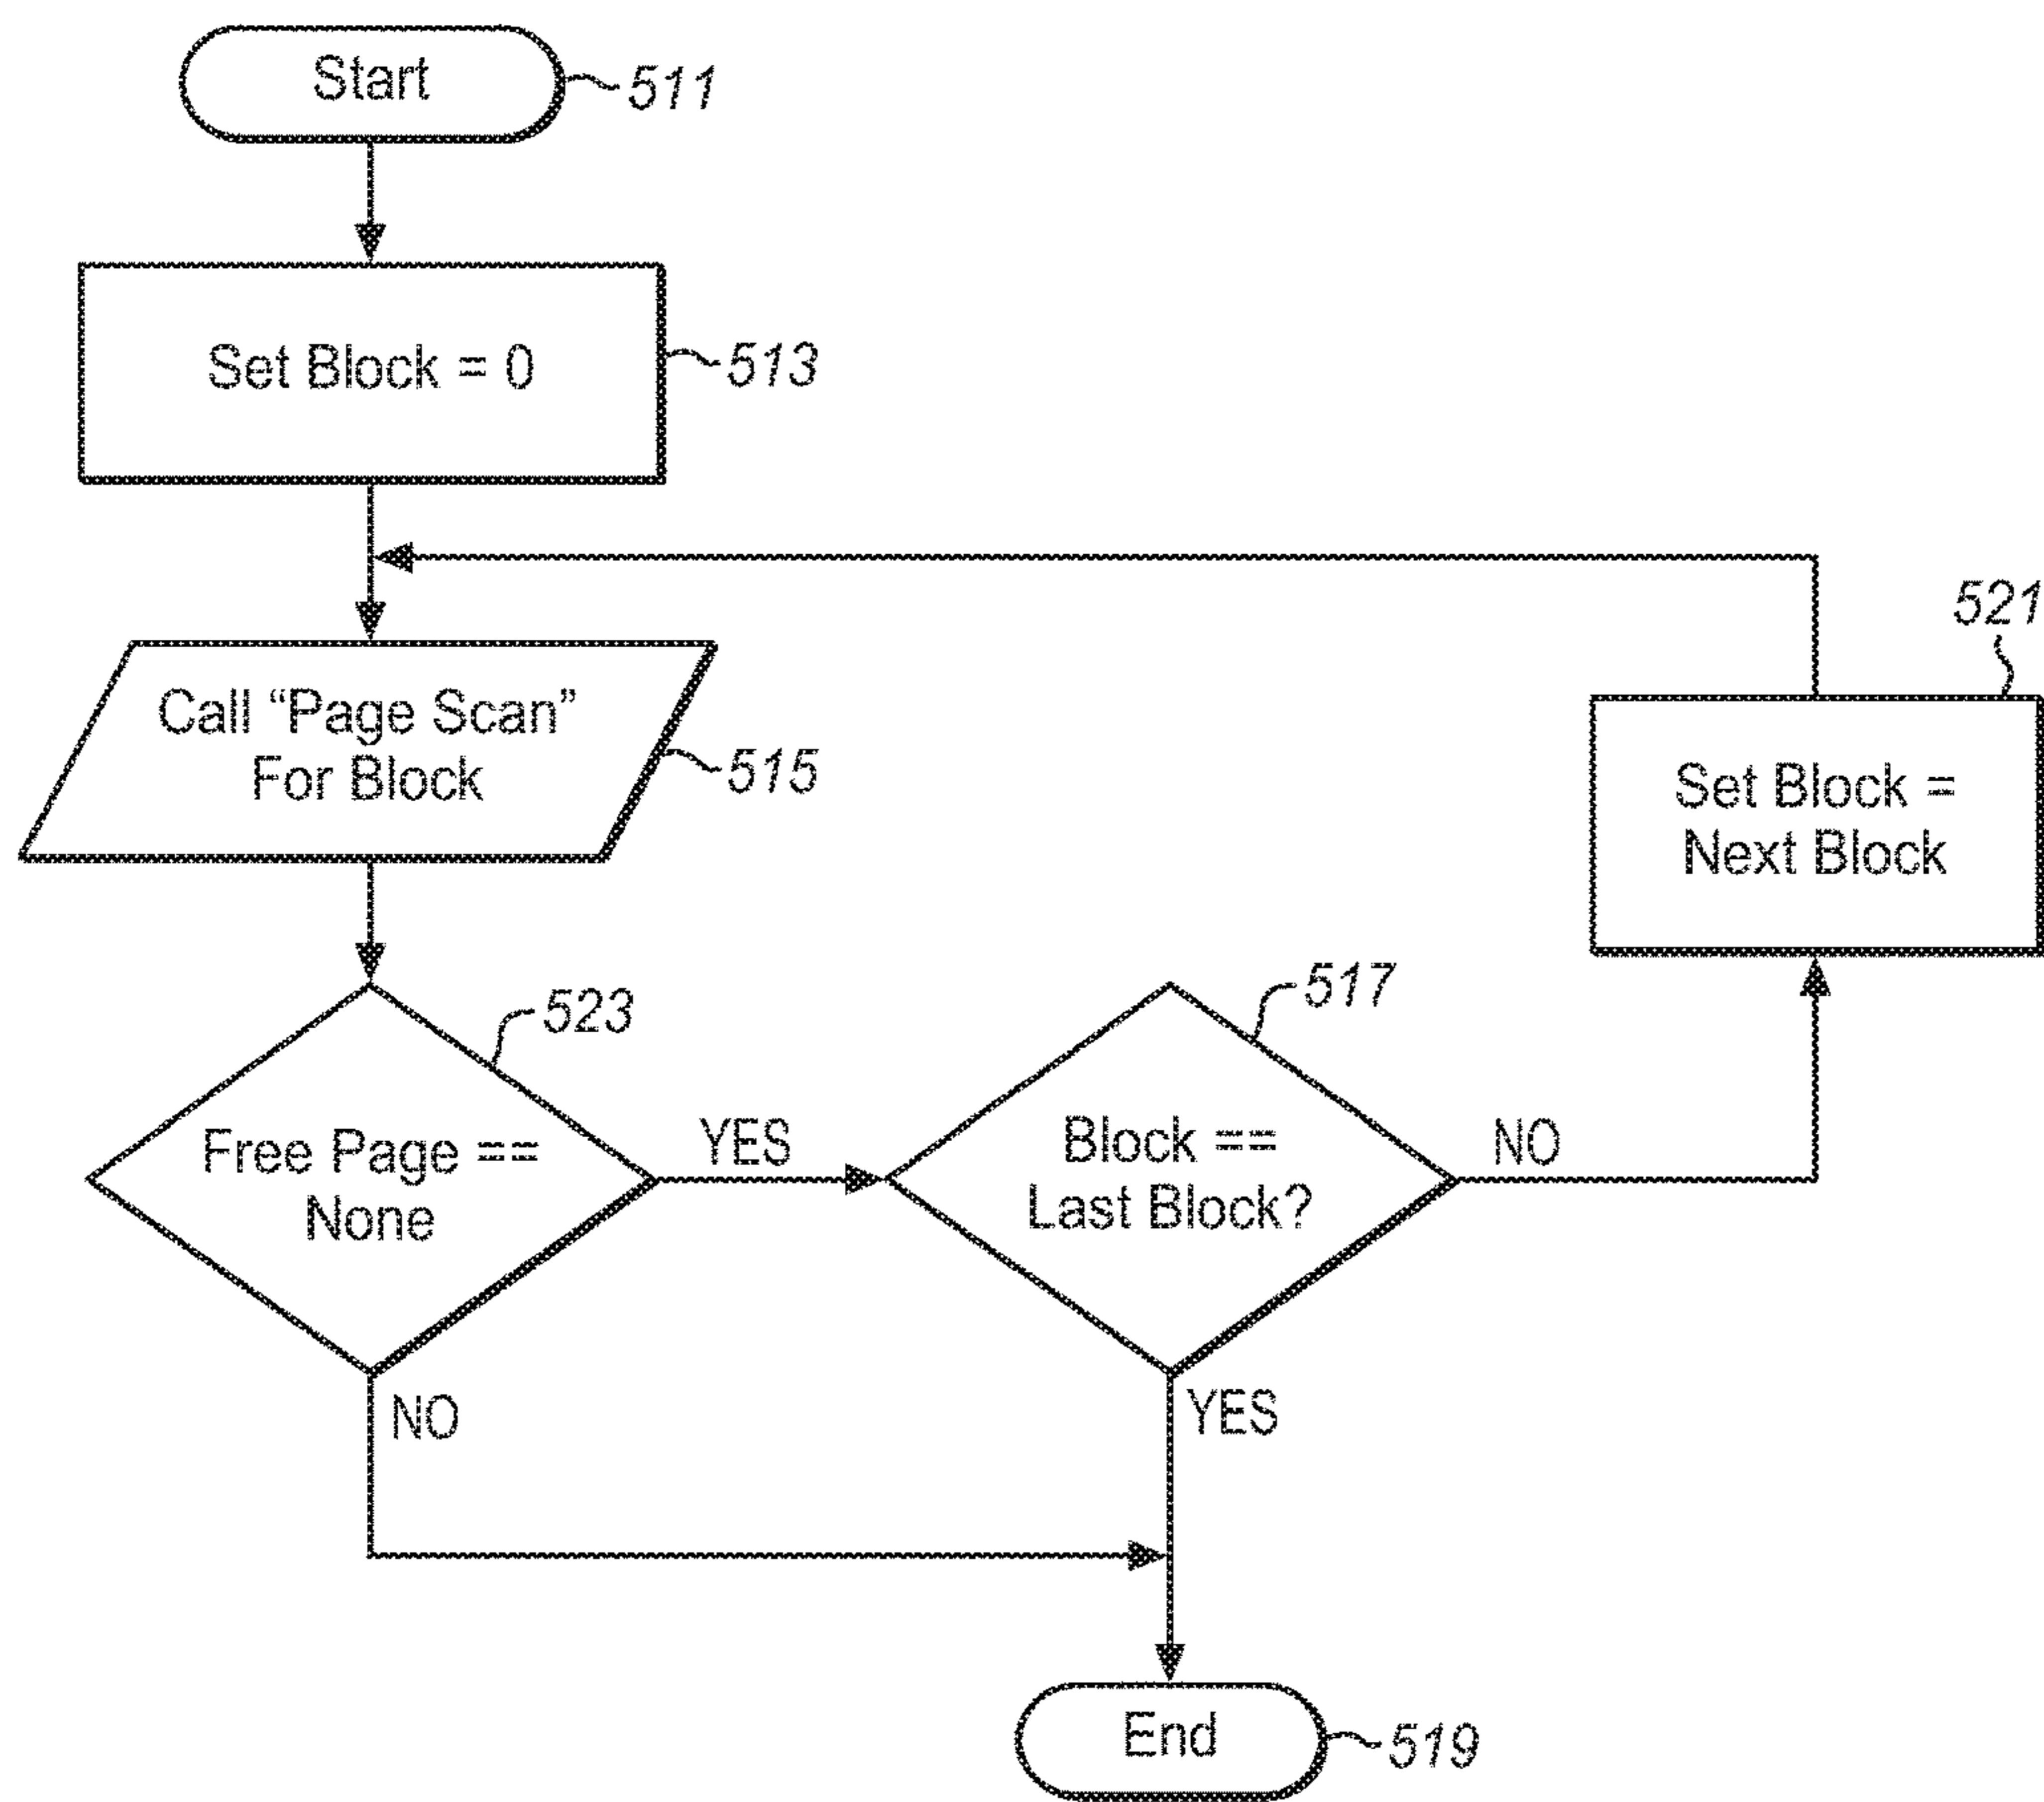 Start
511
Set Block = 0
513
Call “Page Scan”
For Block
515
521
Set Block =
Next Block
523
Free Page ==
None
YES
517
Block ==
Last Block?
NO
NO
YES
End
519